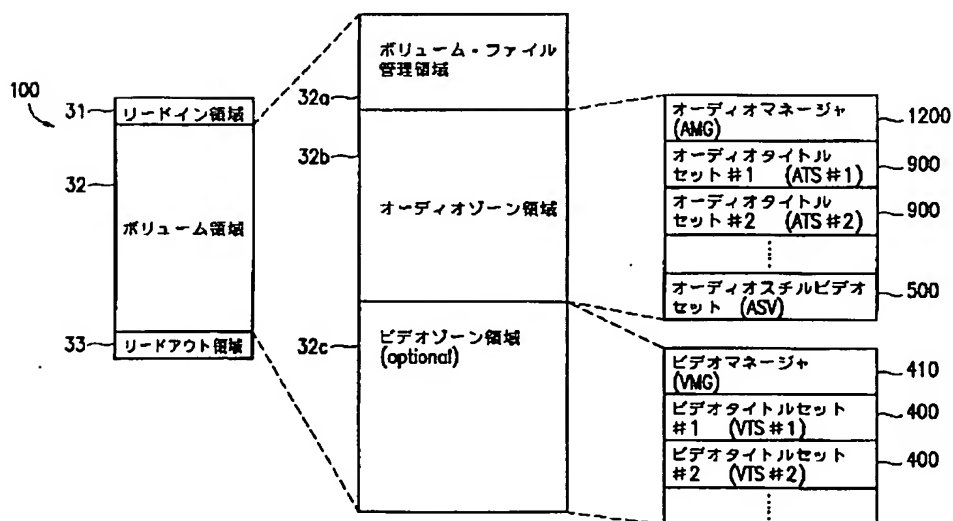 100
31
リードイン領域
32
ボリューム領域
33
リードアウト領域
ボリューム・ファイル
管理領域
32a
32b
オーディオゾーン領域
32c
ビデオゾーン領域
(optional)
オーディオマネージャ
(AMG)
1200
オーディオタイトル
セット#1 (ATS #1)
900
オーディオタイトル
セット#2 (ATS #2)
900
オーディオスチルビデオ
セット (ASV)
500
ビデオマネージャ
(VMG)
410
ビデオタイトルセット
#1 (VTS #1)
400
ビデオタイトルセット
#2 (VTS #2)
400